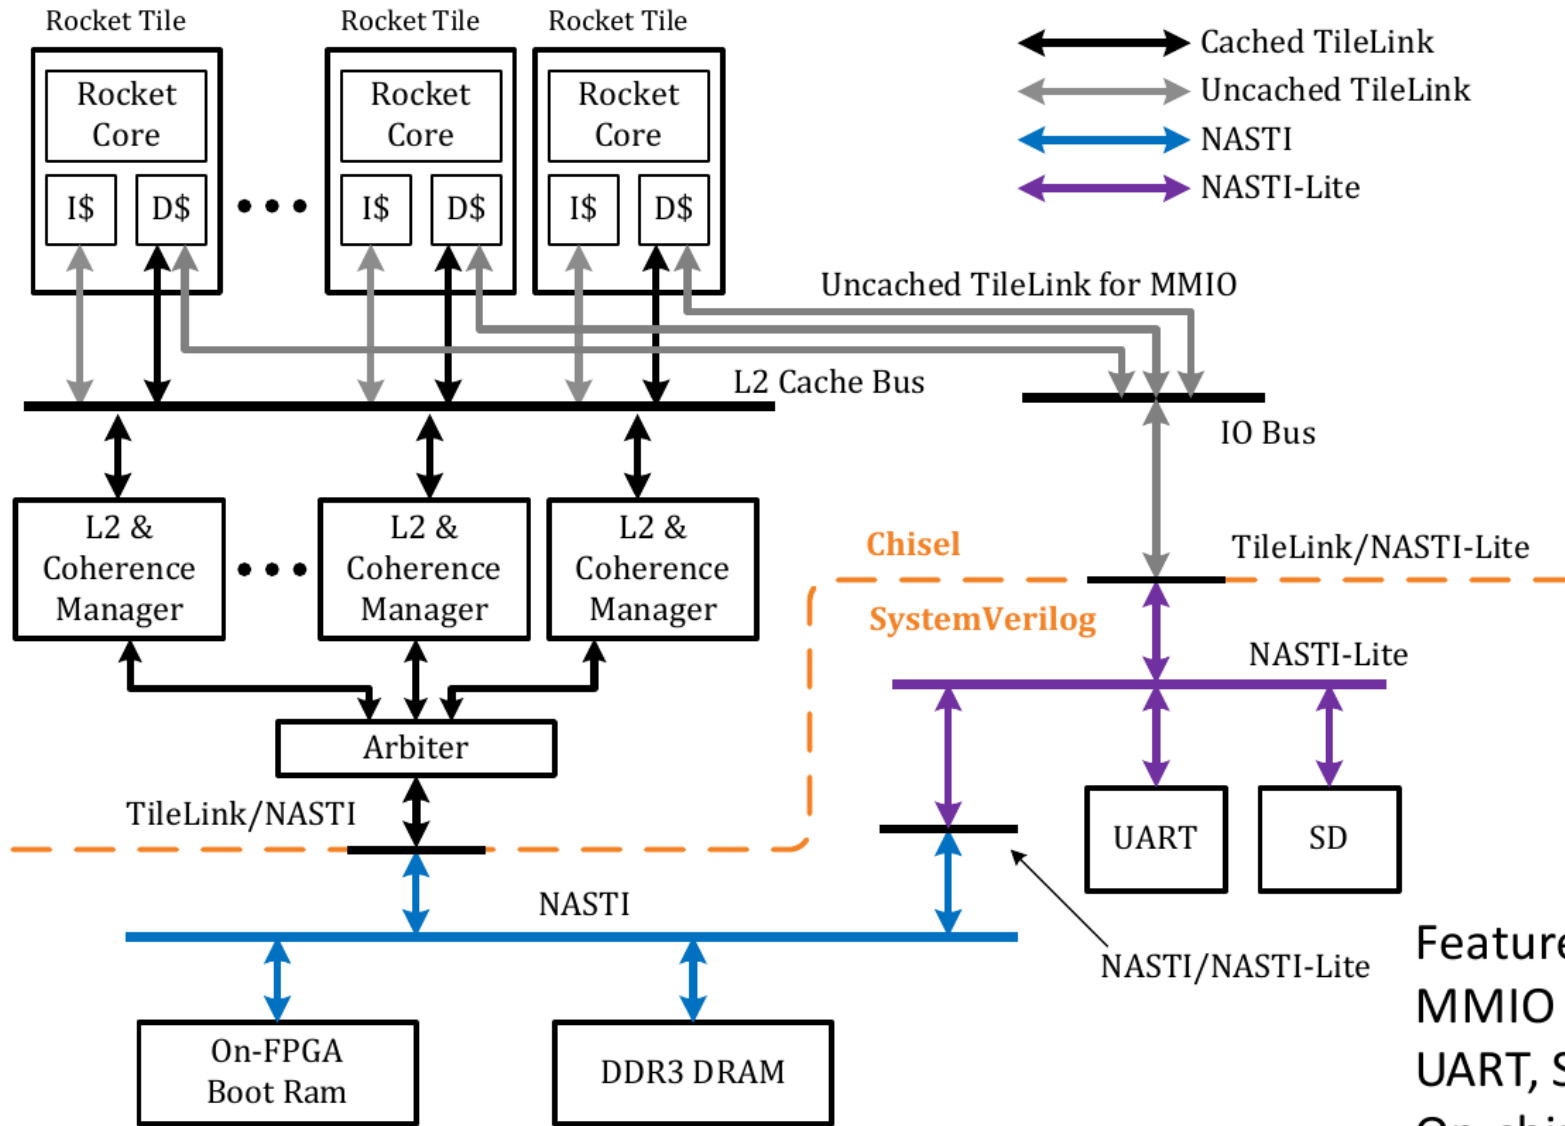 Rocket Tile
Rocket Tile
Rocket Tile
Rocket
Core
I$
D$
Rocket
Core
I$
D$
Rocket
Core
I$
D$
Cached TileLink
Uncached TileLink
NASTI
NASTI-Lite
Uncached TileLink for MMIO
L2 Cache Bus
IO Bus
L2 &
Coherence
Manager
L2 &
Coherence
Manager
L2 &
Coherence
Manager
Chisel
SystemVerilog
TileLink/NASTI-Lite
NASTI-Lite
Arbiter
TileLink/NASTI
UART
SD
NASTI
NASTI/NASTI-Lite
On-FPGA
Boot Ram
DDR3 DRAM
MMIO
UART,